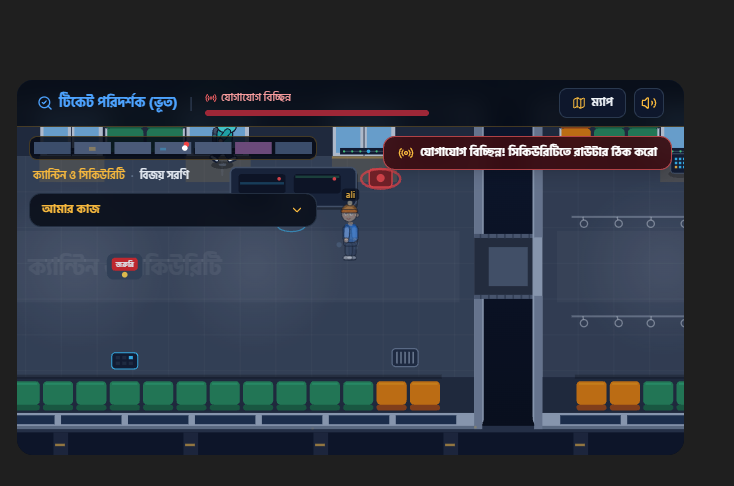 টিকেট পরিদর্শক (ভূত)
যোগাযোগ বিচ্ছিন্ন
ম্যাপ
যোগাযোগ বিচ্ছিন্ন! সিকিউরিটিতে রাউটার ঠিক করো
ক্যান্টিন ও সিকিউরিটি · বিজয় সরণি
আমার কাজ
ali
ক্যান্টিন
কিউরিটি
জরুরি